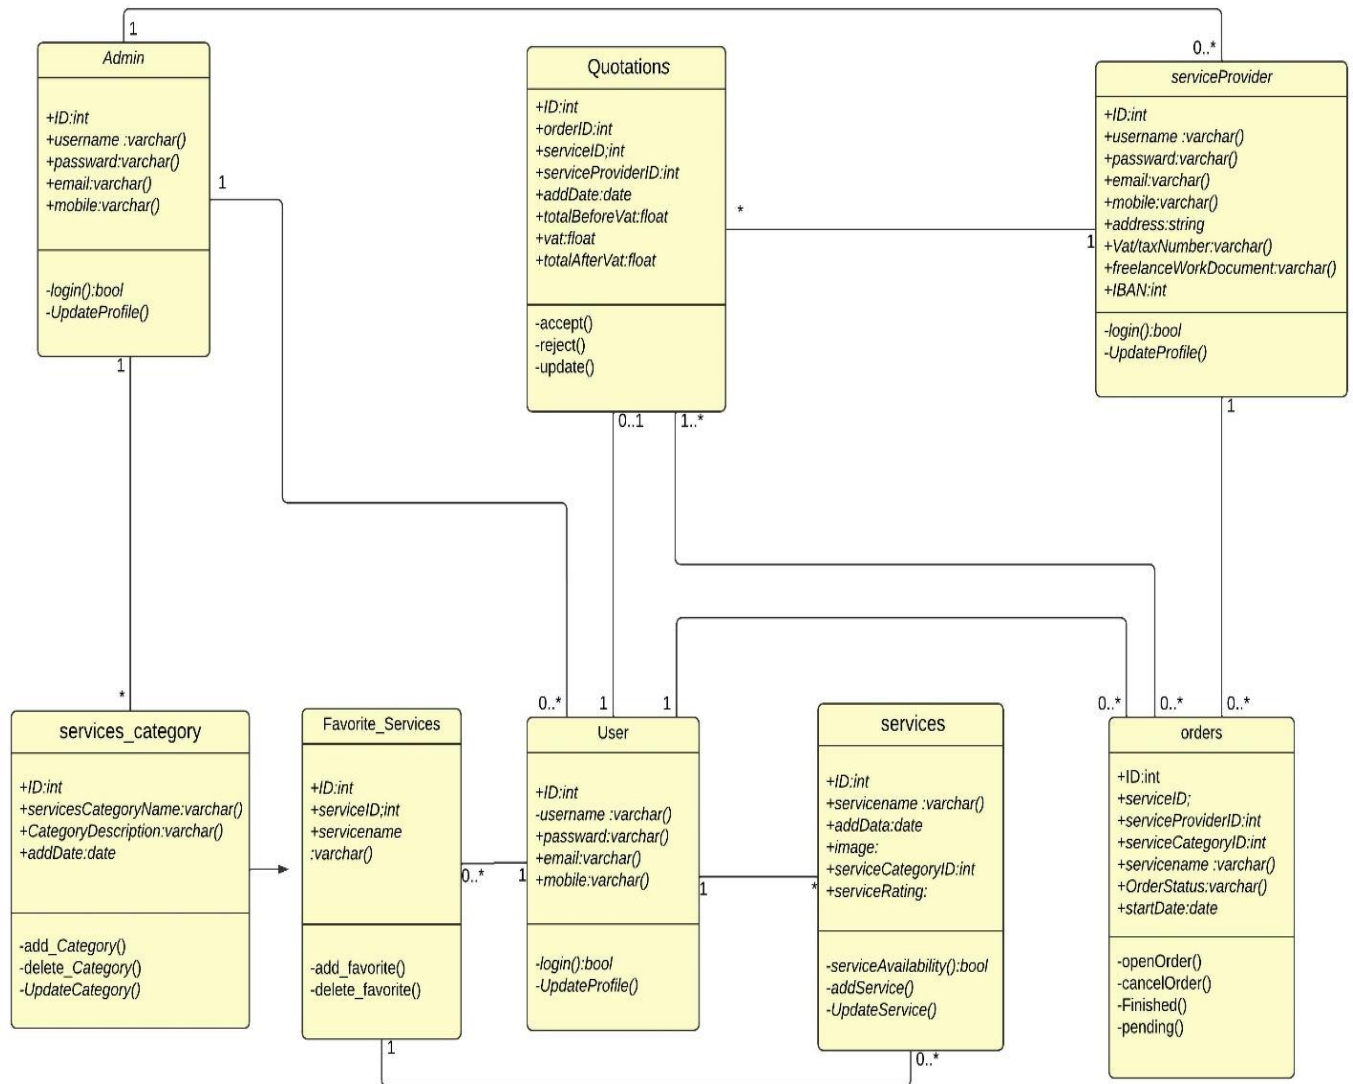 1
0..*
Admin
+ID:int
+username :varchar()
+passward:varchar()
+email:varchar()
+mobile:varchar()
-login():bool
-UpdateProfile()
1
1
Quotations
+ID:int
+orderID:int
+serviceID;int
+serviceProviderID:int
+addDate:date
+totalBeforeVat:float
+vat:float
+totalAfterVat:float
-accept()
-reject()
-update()
*
1
0..1
1..*
serviceProvider
+ID:int
+username :varchar()
+passward:varchar()
+email:varchar()
+mobile:varchar()
+address:string
+Vat/taxNumber:varchar()
+freelanceWorkDocument:varchar()
+IBAN:int
-login():bool
-UpdateProfile()
1
*
services_category
+ID:int
+servicesCategoryName:varchar()
+CategoryDescription:varchar()
+addDate:date
-add_Category()
-delete_Category()
-UpdateCategory()
Favorite_Services
+ID:int
+serviceID;int
+servicename
:varchar()
-add_favorite()
-delete_favorite()
0..*
1
1
0..*
1
1
User
+ID:int
-username :varchar()
+passward:varchar()
+email:varchar()
+mobile:varchar()
-login():bool
-UpdateProfile()
1
*
services
+ID:int
+servicename :varchar()
+addData:date
+image:
+serviceCategoryID:int
+serviceRating:
-serviceAvailability():bool
-addService()
-UpdateService()
0..*
0..*
0..*
0..*
orders
+ID:int
+serviceID;
+serviceProviderID:int
+serviceCategoryID:int
+servicename :varchar()
+OrderStatus:varchar()
+startDate:date
-openOrder()
-cancelOrder()
-Finished()
-pending()